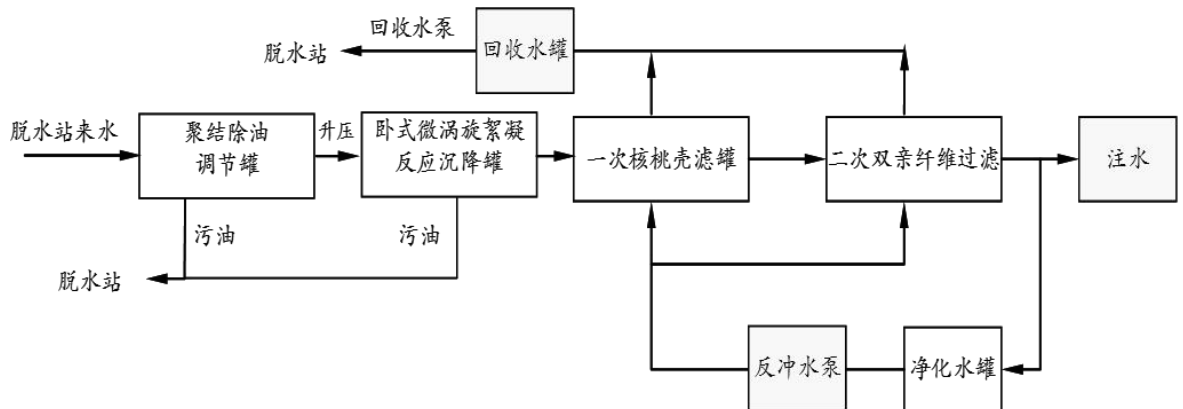 回收水泵
脱水站
回收水罐
脱水站来水
聚结除油
调节罐
升压
卧式微涡旋絮凝
反应沉降罐
一次核桃壳滤罐
二次双亲纤维过滤
注水
污油
污油
脱水站
反冲水泵
净化水罐